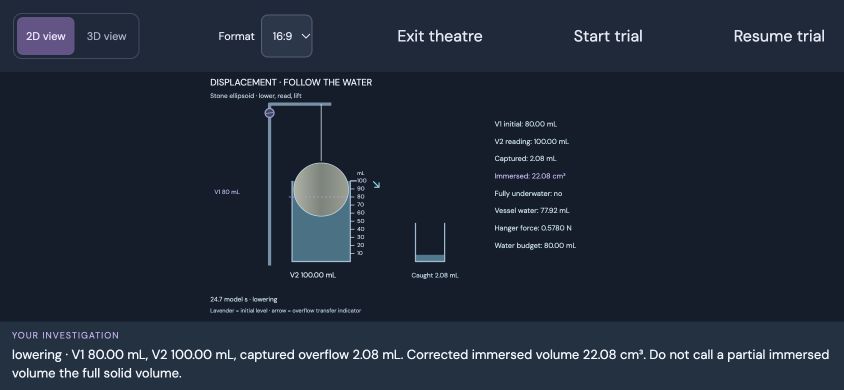 2D view
3D view
Format
16:9
Exit theatre
Start trial
Resume trial
DISPLACEMENT · FOLLOW THE WATER
Stone ellipsoid · lower, read, lift
V1 80 mL
mL
100
90
80
70
60
50
40
30
20
10
V2 100.00 mL
Caught 2.08 mL
V1 initial: 80.00 mL
V2 reading: 100.00 mL
Captured: 2.08 mL
Immersed: 22.08 cm³
Fully underwater: no
Vessel water: 77.92 mL
Hanger force: 0.5780 N
Water budget: 80.00 mL
24.7 model s · lowering
Lavender = initial level · arrow = overflow transfer indicator
YOUR INVESTIGATION
lowering · V1 80.00 mL, V2 100.00 mL, captured overflow 2.08 mL. Corrected immersed volume 22.08 cm³. Do not call a partial immersed
volume the full solid volume.